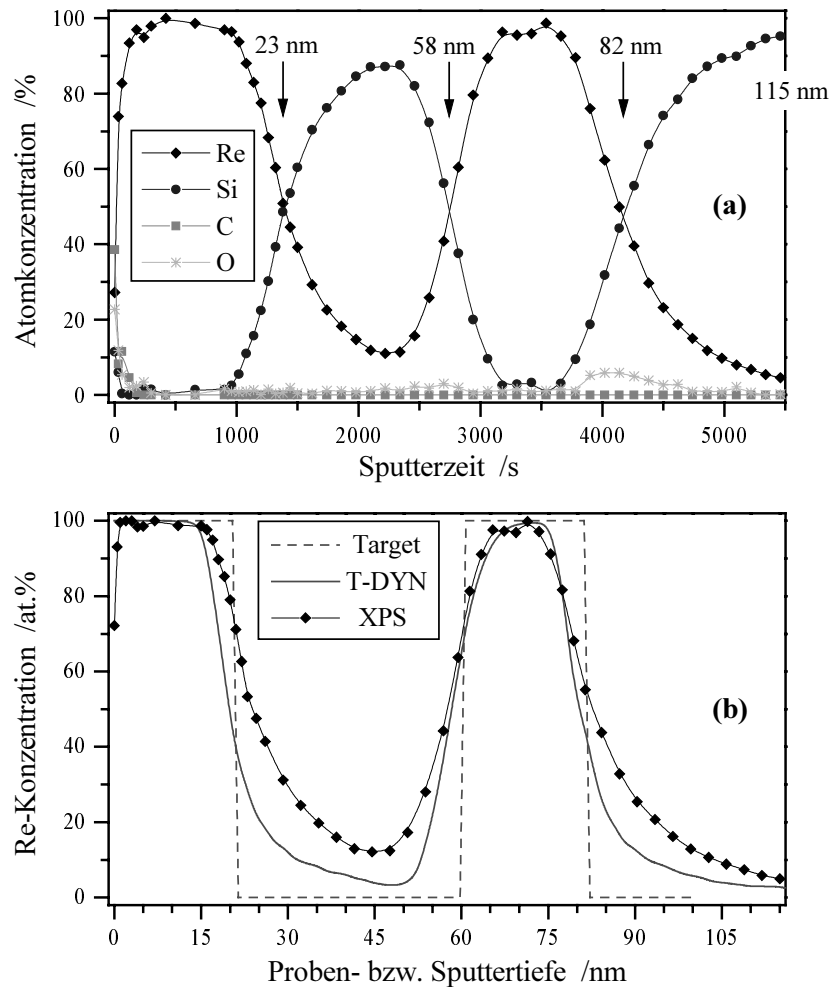 100
80
60
40
20
0
Atomkonzentration /%
23 nm
58 nm
82 nm
115 nm
Re
Si
C
O
(a)
0 1000 2000 3000 4000 5000
Sputterzeit /s
100
80
60
40
20
0
Re-Konzentration /at.%
Target
T-DYN
XPS
(b)
0 15 30 45 60 75 90 105
Proben- bzw. Sputtertiefe /nm